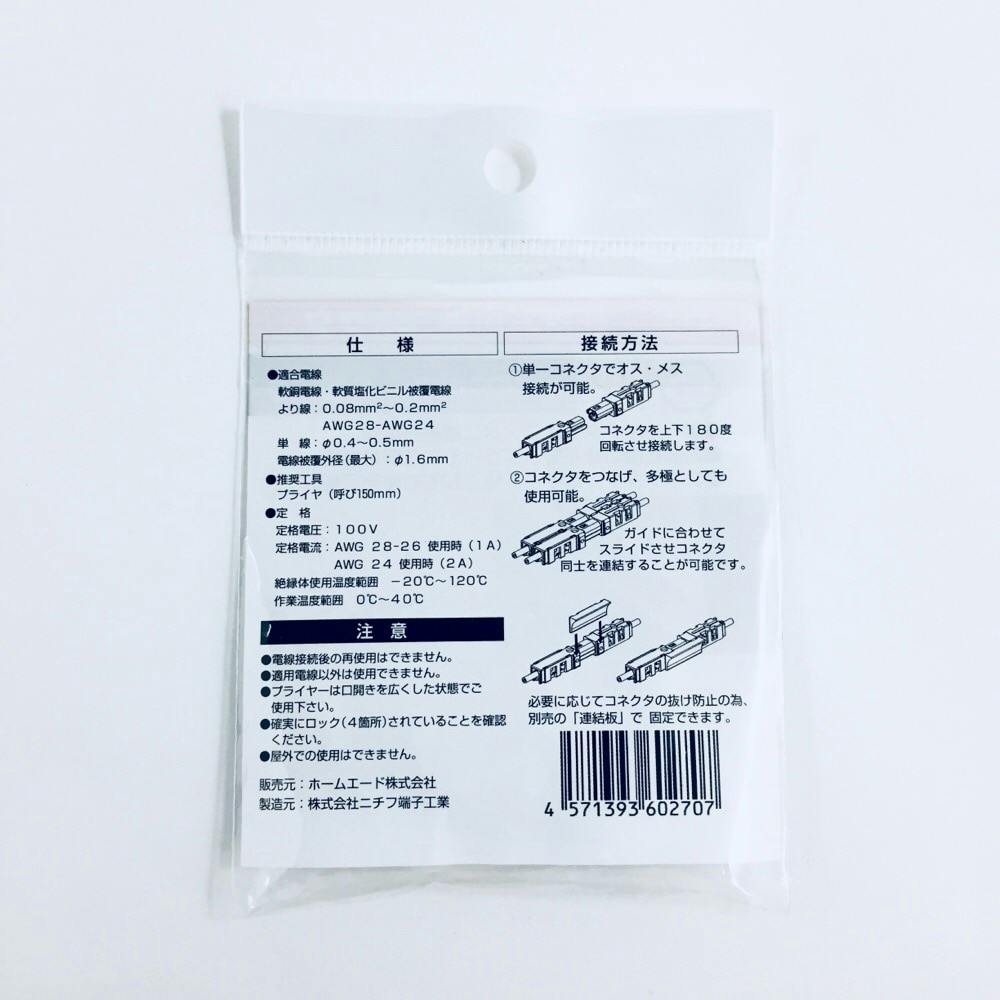 仕 様
●適合電線
軟銅電線・軟質塩化ビニル被覆電線
より線：0.08mm²～0.2mm²
AWG28-AWG24
単 線：φ0.4～0.5mm
電線被覆外径（最大）：φ1.6mm
●推奨工具
プライヤ（呼び150mm）
●定 格
定格電圧：100V
定格電流：AWG 28-26 使用時（1A）
AWG 24 使用時（2A）
絶縁体使用温度範囲 －20℃～120℃
作業温度範囲 0℃～40℃
注 意
●電線接続後の再使用はできません。
●適用電線以外は使用できません。
●プライヤーは口開きを広くした状態でご
使用下さい。
●確実にロック（4箇所）されていることを確認
ください。
●屋外での使用はできません。
販売元：ホームエード株式会社
製造元：株式会社ニチフ端子工業
接続方法
①単一コネクタでオス・メス
接続が可能。
コネクタを上下180度
回転させ接続します。
②コネクタをつなげ、多極としても
使用可能。
ガイドに合わせて
スライドさせコネクタ
同士を連結することが可能です。
必要に応じてコネクタの抜け防止の為、
別売の「連結板」で 固定できます。
4 571393 602707